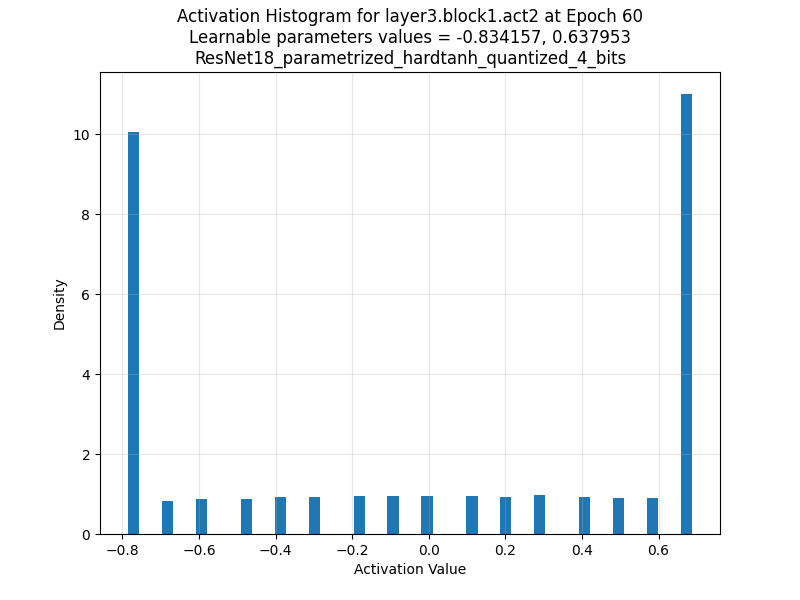 Activation Histogram for layer3.block1.act2 at Epoch 60
Learnable parameters values = -0.834157, 0.637953
ResNet18_parametrized_hardtanh_quantized_4_bits
10
8
6
4
2
0
Density
−0.8 −0.6 −0.4 −0.2 0.0 0.2 0.4 0.6
Activation Value